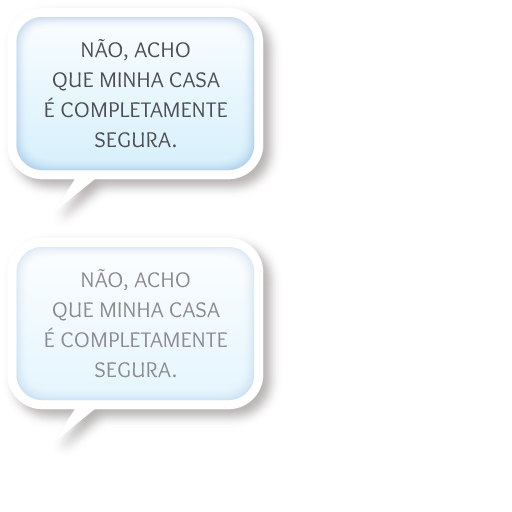 NÃO, ACHO
QUE MINHA CASA
É COMPLETAMENTE
SEGURA.
NÃO, ACHO
QUE MINHA CASA
É COMPLETAMENTE
SEGURA.